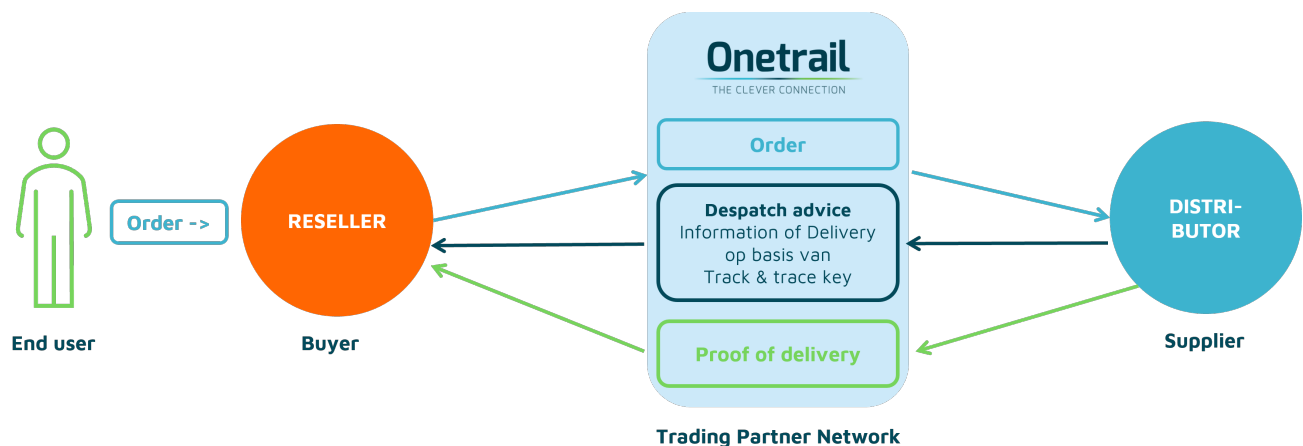 Onetrail
THE CLEVER CONNECTION
Order
Order ->
RESELLER
Despatch advice
Information of Delivery
op basis van
Track & trace key
DISTRI-
BUTOR
Proof of delivery
End user
Buyer
Supplier
Trading Partner Network